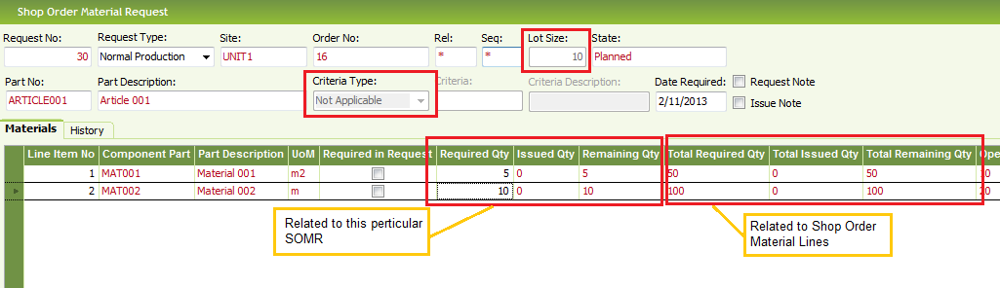 Shop Order Material Request
Request No: Request Type: Site: Order No: Rel: Seq: Lot Size: State:
30 Normal Production UNIT1 16 * * 10 Planned
Part No: Part Description: Criteria Type: Criteria: Criteria Description: Date Required: Request Note
ARTICLE001 Article 001 Not Applicable 2/11/2013 Issue Note
Materials History
Line Item No Component Part Part Description UoM Required in Request Required Qty Issued Qty Remaining Qty Total Required Qty Total Issued Qty Total Remaining Qty Ope
1 MAT001 Material 001 m2 5 0 5 50 0 50
2 MAT002 Material 002 m 10 0 10 100 0 100
Related to this perticular
SOMR
Related to Shop Order
Material Lines